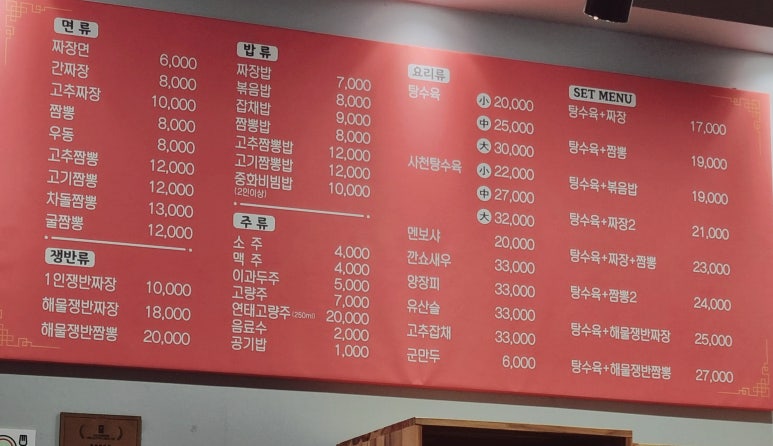 면 류
짜장면 6,000
간짜장 8,000
고추짜장 10,000
짬뽕 8,000
우동 8,000
고추짬뽕 12,000
고기짬뽕 12,000
차돌짬뽕 13,000
굴짬뽕 12,000
쟁반류
1인쟁반짜장 10,000
해물쟁반짜장 18,000
해물쟁반짬뽕 20,000
밥 류
짜장밥 7,000
볶음밥 8,000
잡채밥 9,000
짬뽕밥 8,000
고추짬뽕밥 12,000
고기짬뽕밥 12,000
중화비빔밥 10,000
(2인이상)
주 류
소 주 4,000
맥 주 4,000
이과두주 5,000
고량주 7,000
연태고량주(250ml) 20,000
음료수 2,000
공기밥 1,000
요리류
탕수육 小 20,000
中 25,000
大 30,000
사천탕수육 小 22,000
中 27,000
大 32,000
멘보샤 20,000
깐쇼새우 33,000
양장피 33,000
유산슬 33,000
고추잡채 33,000
군만두 6,000
SET MENU
탕수육+짜장 17,000
탕수육+짬뽕 19,000
탕수육+볶음밥 19,000
탕수육+짜장2 21,000
탕수육+짜장+짬뽕 23,000
탕수육+짬뽕2 24,000
탕수육+해물쟁반짜장 25,000
탕수육+해물쟁반짬뽕 27,000